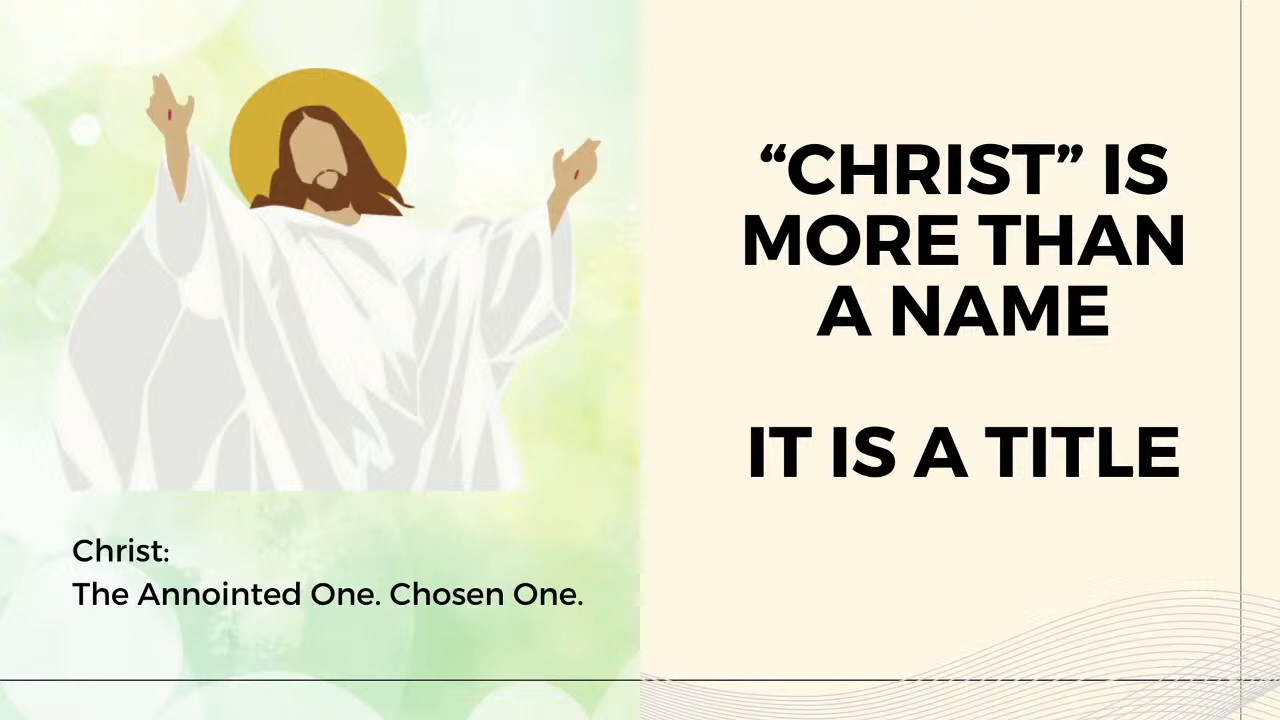 Christ:
The Annointed One. Chosen One.
“CHRIST” IS
MORE THAN
A NAME
IT IS A TITLE